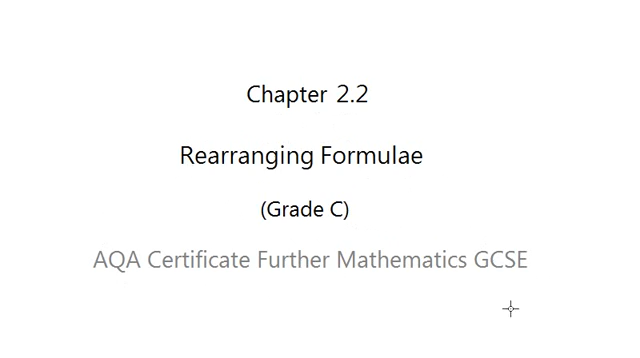 Chapter 2.2
Rearranging Formulae
(Grade C)
AQA Certificate Further Mathematics GCSE